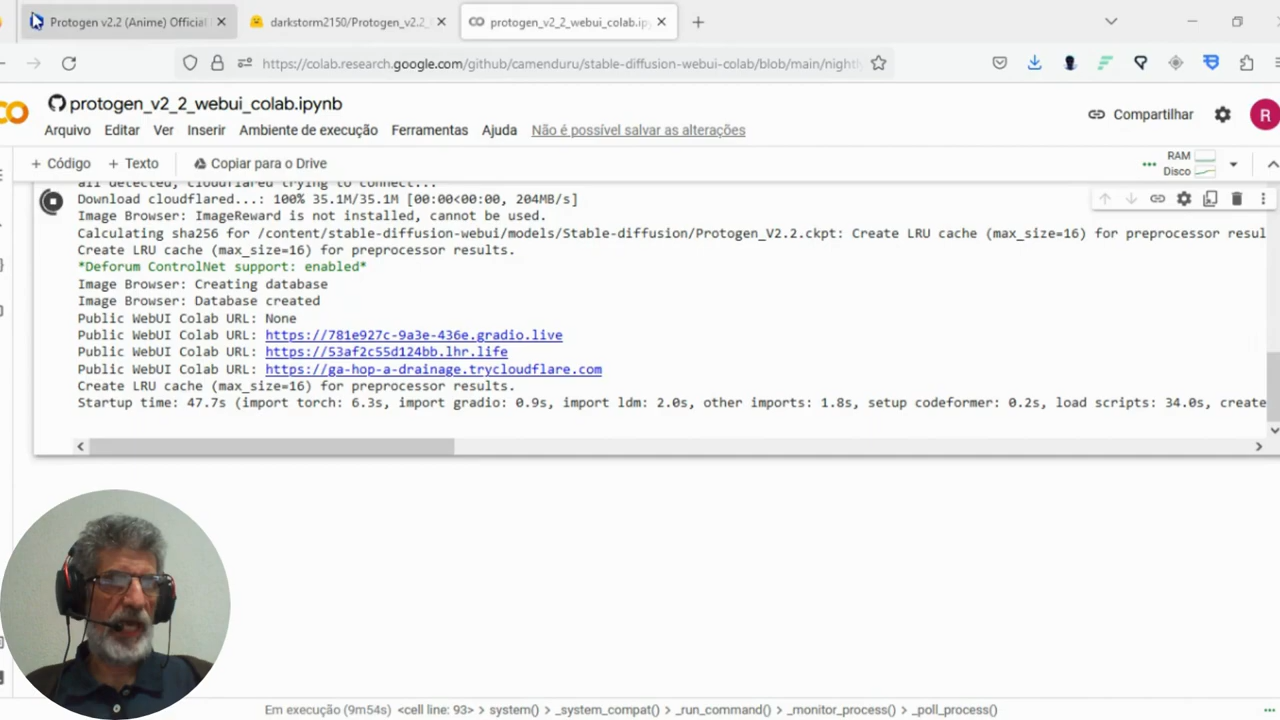 Protogen v2.2 (Anime) Official
darkstorm2150/Protogen_v2.2_
protogen_v2_2_webui_colab.ipy
https://colab.research.google.com/github/camenduru/stable-diffusion-webui-colab/blob/main/nightl
protogen_v2_2_webui_colab.ipynb
Compartilhar
R
Arquivo Editar Ver Inserir Ambiente de execução Ferramentas Ajuda Não é possível salvar as alterações
+ Código + Texto Copiar para o Drive
RAM
Disco
all detected, cloudflared trying to connect...
Download cloudflared...: 100% 35.1M/35.1M [00:00<00:00, 204MB/s]
Image Browser: ImageReward is not installed, cannot be used.
Calculating sha256 for /content/stable-diffusion-webui/models/Stable-diffusion/Protogen_V2.2.ckpt: Create LRU cache (max_size=16) for preprocessor resul
Create LRU cache (max_size=16) for preprocessor results.
*Deforum ControlNet support: enabled*
Image Browser: Creating database
Image Browser: Database created
Public WebUI Colab URL: None
Public WebUI Colab URL: https://781e927c-9a3e-436e.gradio.live
Public WebUI Colab URL: https://53af2c55d124bb.lhr.life
Public WebUI Colab URL: https://ga-hop-a-drainage.trycloudflare.com
Create LRU cache (max_size=16) for preprocessor results.
Startup time: 47.7s (import torch: 6.3s, import gradio: 0.9s, import ldm: 2.0s, other imports: 1.8s, setup codeformer: 0.2s, load scripts: 34.0s, create
Em execução (9m54s) <cell line: 93> > system() > _system_compat() > _run_command() > _monitor_process() > _poll_process()